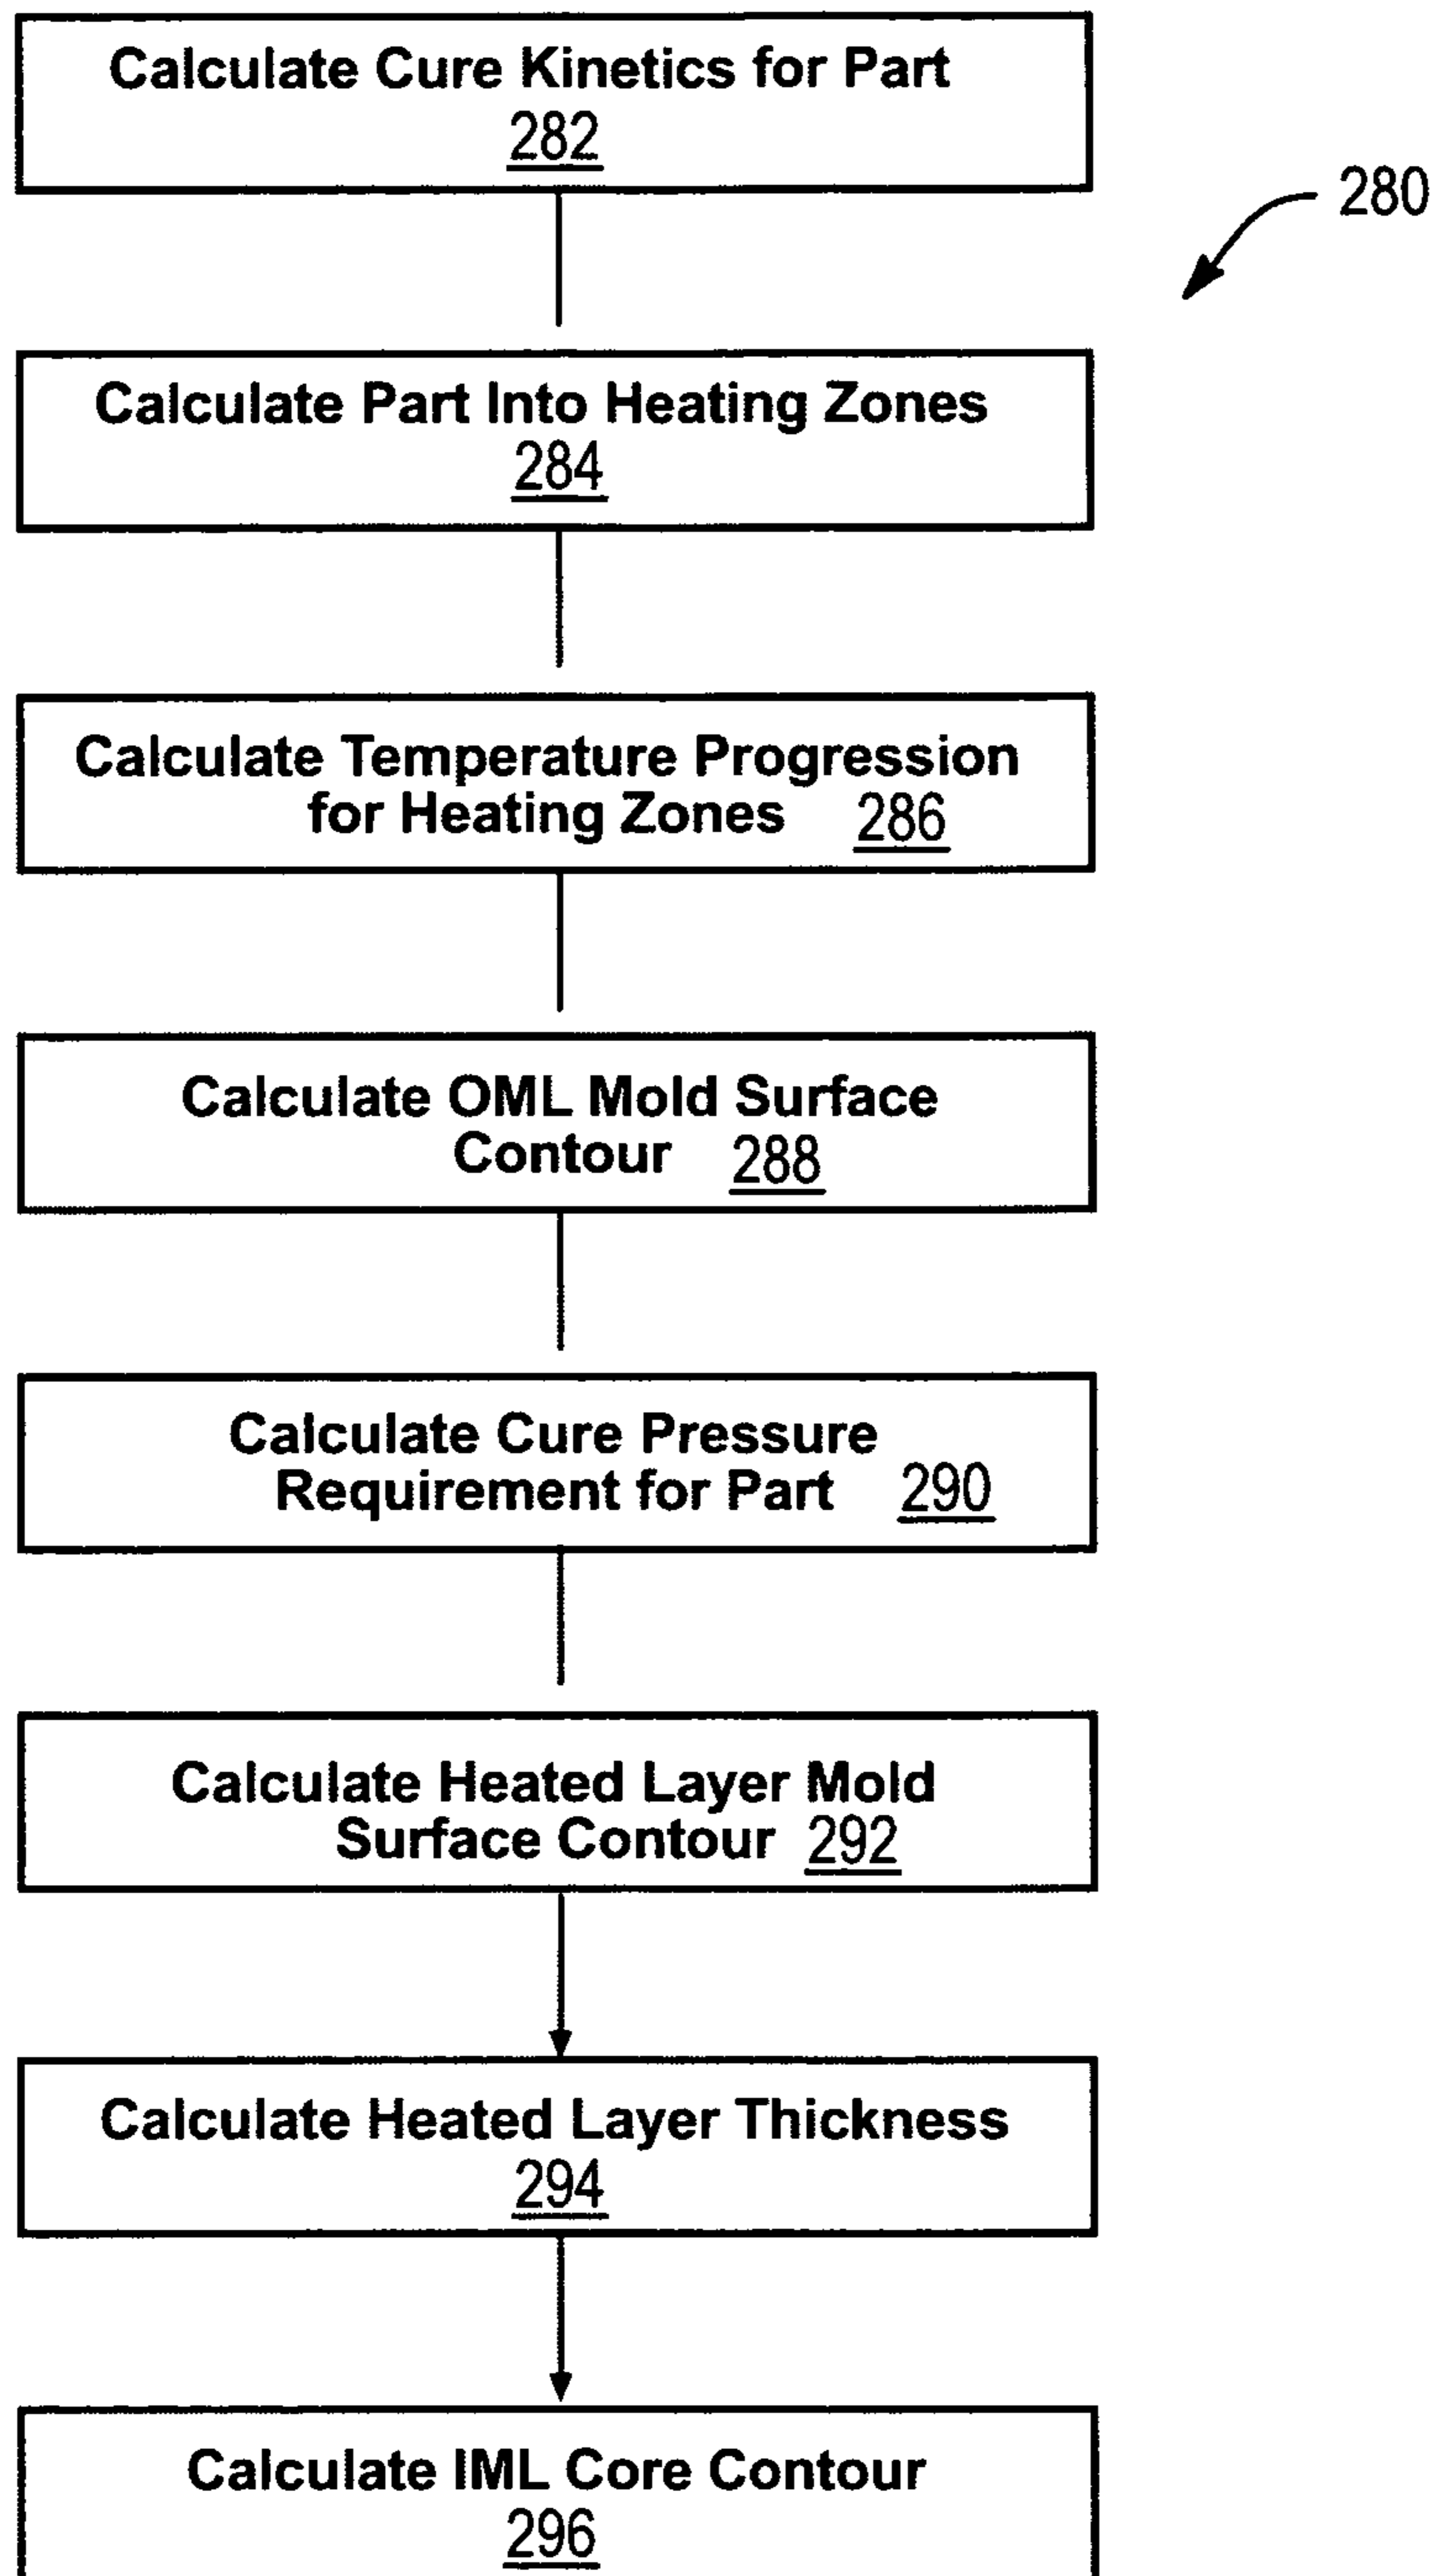 Calculate Cure Kinetics for Part
282
280
Calculate Part Into Heating Zones
284
Calculate Temperature Progression
for Heating Zones 286
Calculate OML Mold Surface
Contour 288
Calculate Cure Pressure
Requirement for Part 290
Calculate Heated Layer Mold
Surface Contour 292
Calculate Heated Layer Thickness
294
Calculate IML Core Contour
296